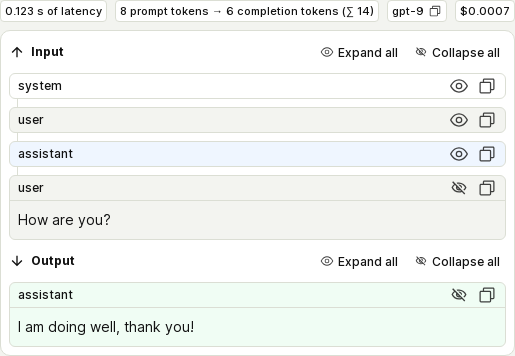 0.123 s of latency
8 prompt tokens → 6 completion tokens (∑ 14)
gpt-9
$0.0007
Input
Expand all
Collapse all
system
user
assistant
user
How are you?
Output
Expand all
Collapse all
assistant
I am doing well, thank you!